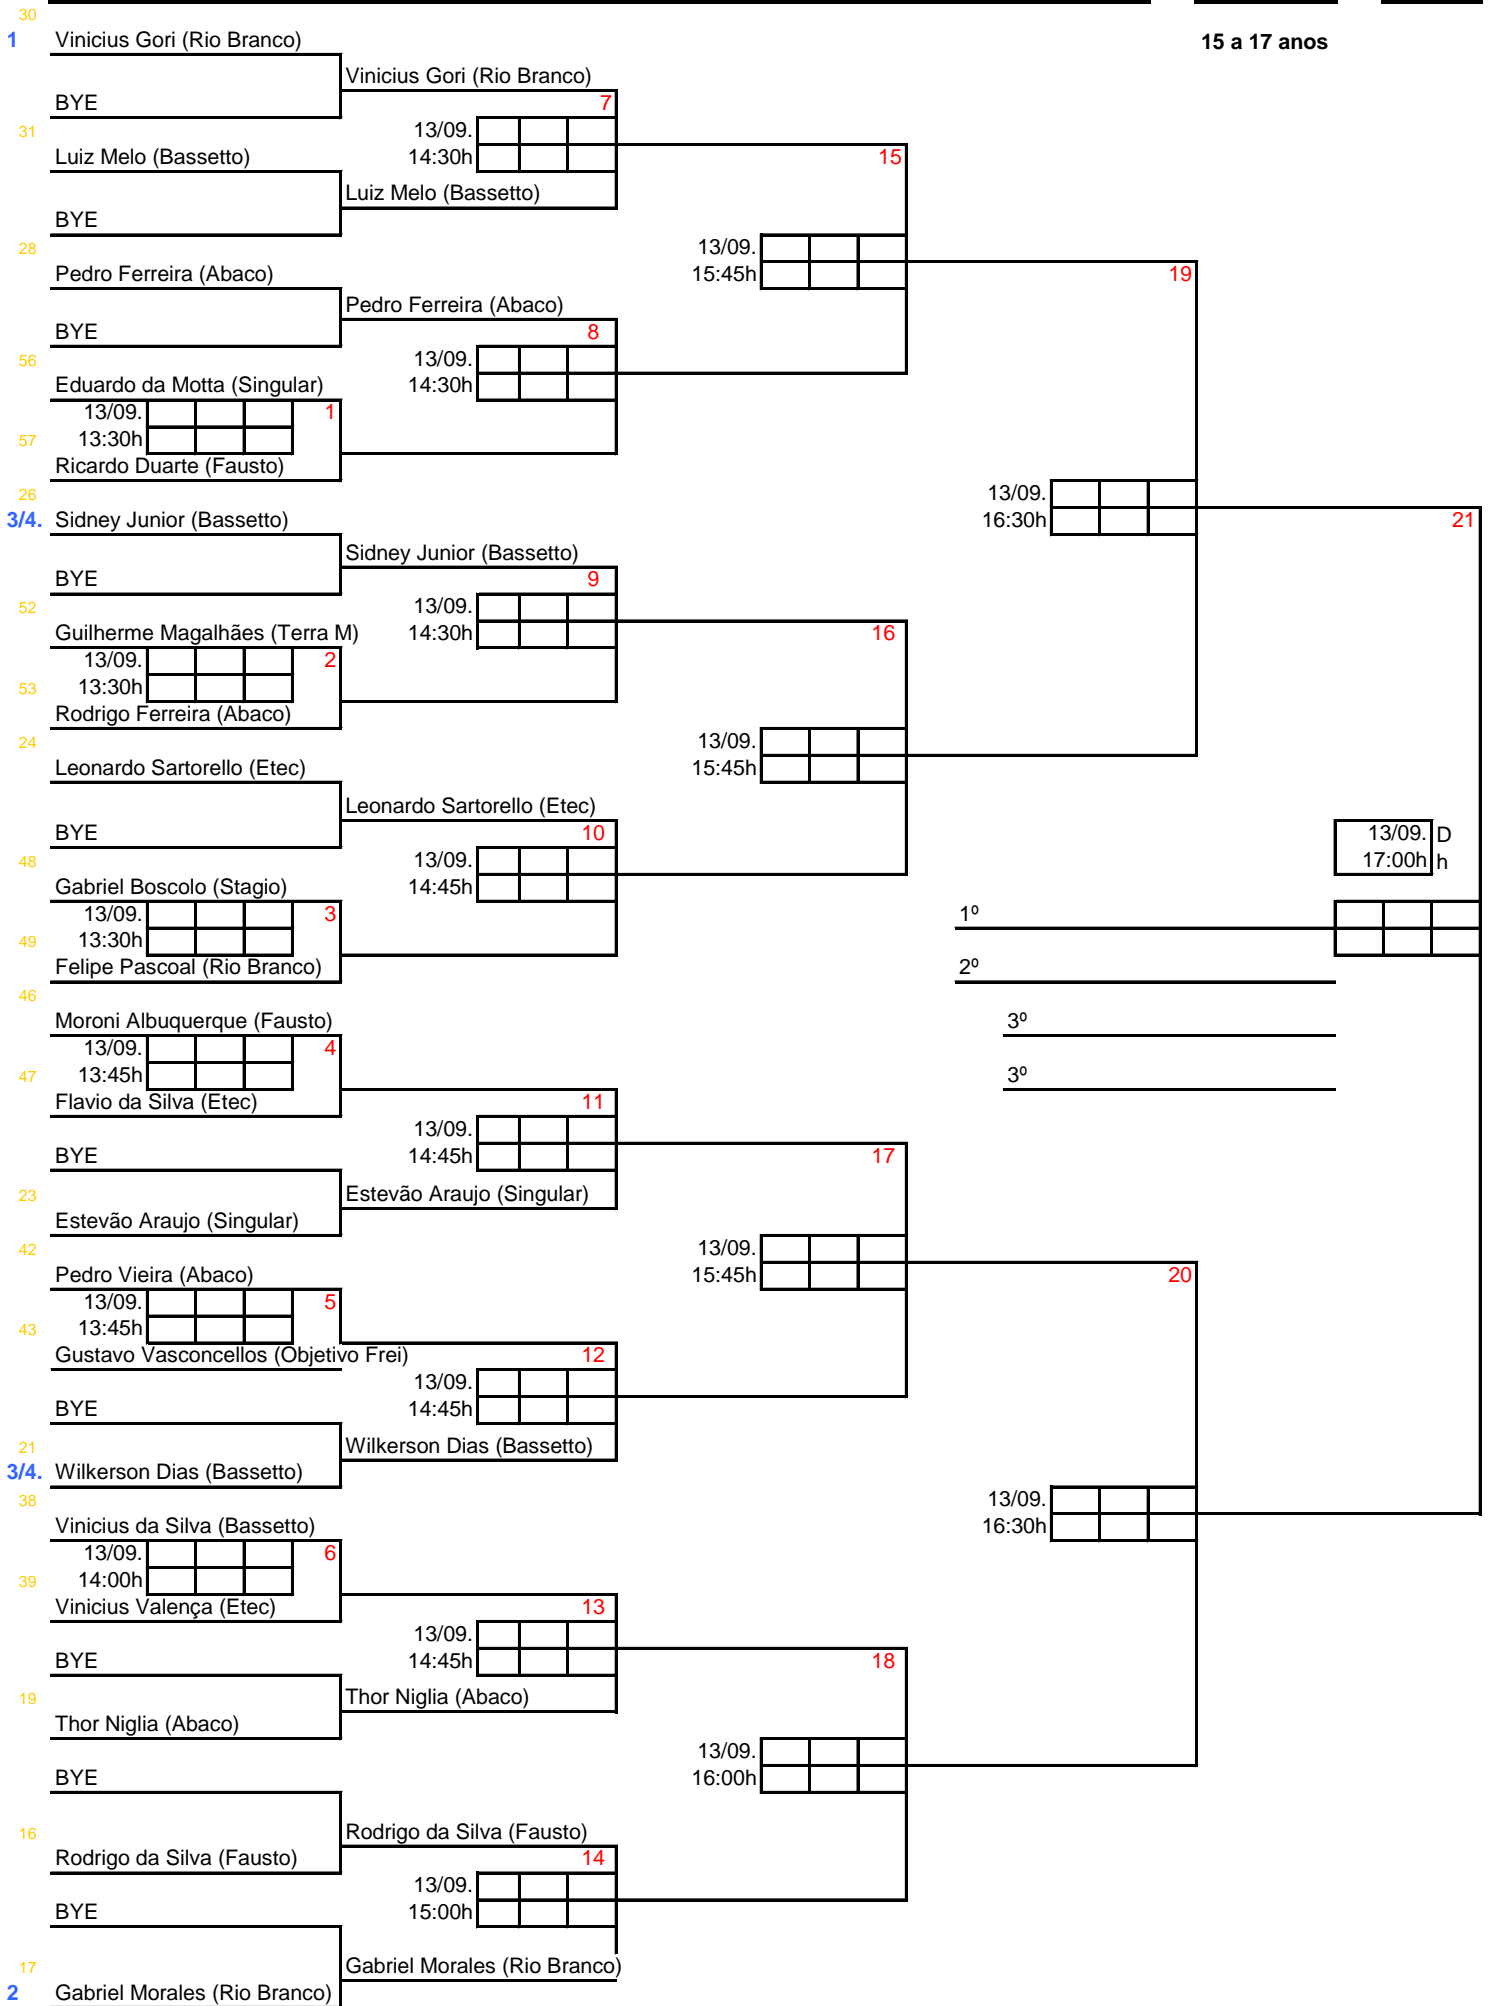 30
1 Vinicius Gori (Rio Branco) 15 a 17 anos
Vinicius Gori (Rio Branco)
BYE 7
31 13/09.
Luiz Melo (Bassetto) 14:30h 15
Luiz Melo (Bassetto)
BYE
28 13/09.
Pedro Ferreira (Abaco) 15:45h 19
Pedro Ferreira (Abaco)
BYE 8
56 13/09.
Eduardo da Motta (Singular) 14:30h
13/09. 1
57 13:30h
Ricardo Duarte (Fausto)
26 13/09.
3/4. Sidney Junior (Bassetto) 16:30h 21
Sidney Junior (Bassetto)
BYE 9
52 13/09.
Guilherme Magalhães (Terra M) 14:30h 16
13/09. 2
53 13:30h
Rodrigo Ferreira (Abaco)
24 13/09.
Leonardo Sartorello (Etec) 15:45h
Leonardo Sartorello (Etec)
BYE 10 13/09. D
48 13/09. 17:00h h
Gabriel Boscolo (Stagio) 14:45h
13/09. 3 1º
49 13:30h
Felipe Pascoal (Rio Branco) 2º
46
Moroni Albuquerque (Fausto) 3º
13/09. 4
47 13:45h 3º
Flavio da Silva (Etec) 11
13/09.
BYE 14:45h 17
23 Estevão Araujo (Singular)
Estevão Araujo (Singular)
42 13/09.
Pedro Vieira (Abaco) 15:45h 20
13/09. 5
43 13:45h
Gustavo Vasconcellos (Objetivo Frei) 12
13/09.
BYE 14:45h
21 Wilkerson Dias (Bassetto)
3/4. Wilkerson Dias (Bassetto)
38 13/09.
Vinicius da Silva (Bassetto) 16:30h
13/09. 6
39 14:00h
Vinicius Valença (Etec) 13
13/09.
BYE 14:45h 18
19 Thor Niglia (Abaco)
Thor Niglia (Abaco)
13/09.
BYE 16:00h
16 Rodrigo da Silva (Fausto)
Rodrigo da Silva (Fausto) 14
13/09.
BYE 15:00h
17 Gabriel Morales (Rio Branco)
2 Gabriel Morales (Rio Branco)